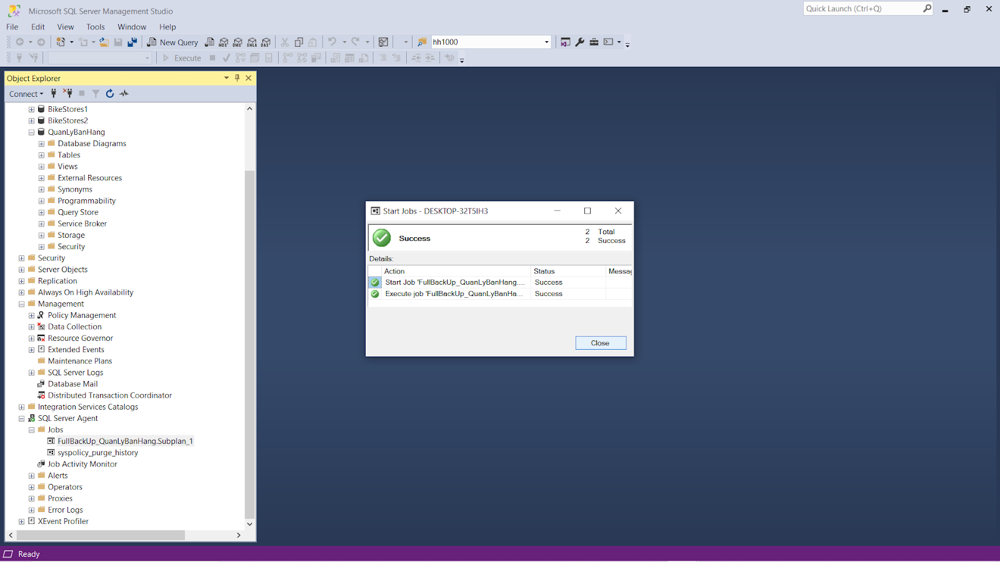 Microsoft SQL Server Management Studio
Quick Launch (Ctrl+Q)
File Edit View Tools Window Help
New Query
MDX DMX XMLA DAX
hh1000
Execute
Object Explorer
Connect
BikeStores1
BikeStores2
QuanLyBanHang
Database Diagrams
Tables
Views
External Resources
Synonyms
Programmability
Query Store
Service Broker
Storage
Security
Security
Server Objects
Replication
Always On High Availability
Management
Policy Management
Data Collection
Resource Governor
Extended Events
Maintenance Plans
SQL Server Logs
Database Mail
Distributed Transaction Coordinator
Integration Services Catalogs
SQL Server Agent
Jobs
FullBackUp_QuanLyBanHang.Subplan_1
syspolicy_purge_history
Job Activity Monitor
Alerts
Operators
Proxies
Error Logs
XEvent Profiler
Start Jobs - DESKTOP-32T5IH3
Success
2 Total
2 Success
Details:
Action Status Messag
Start Job 'FullBackUp_QuanLyBanHang.... Success
Execute job 'FullBackUp_QuanLyBanHa... Success
Close
Ready